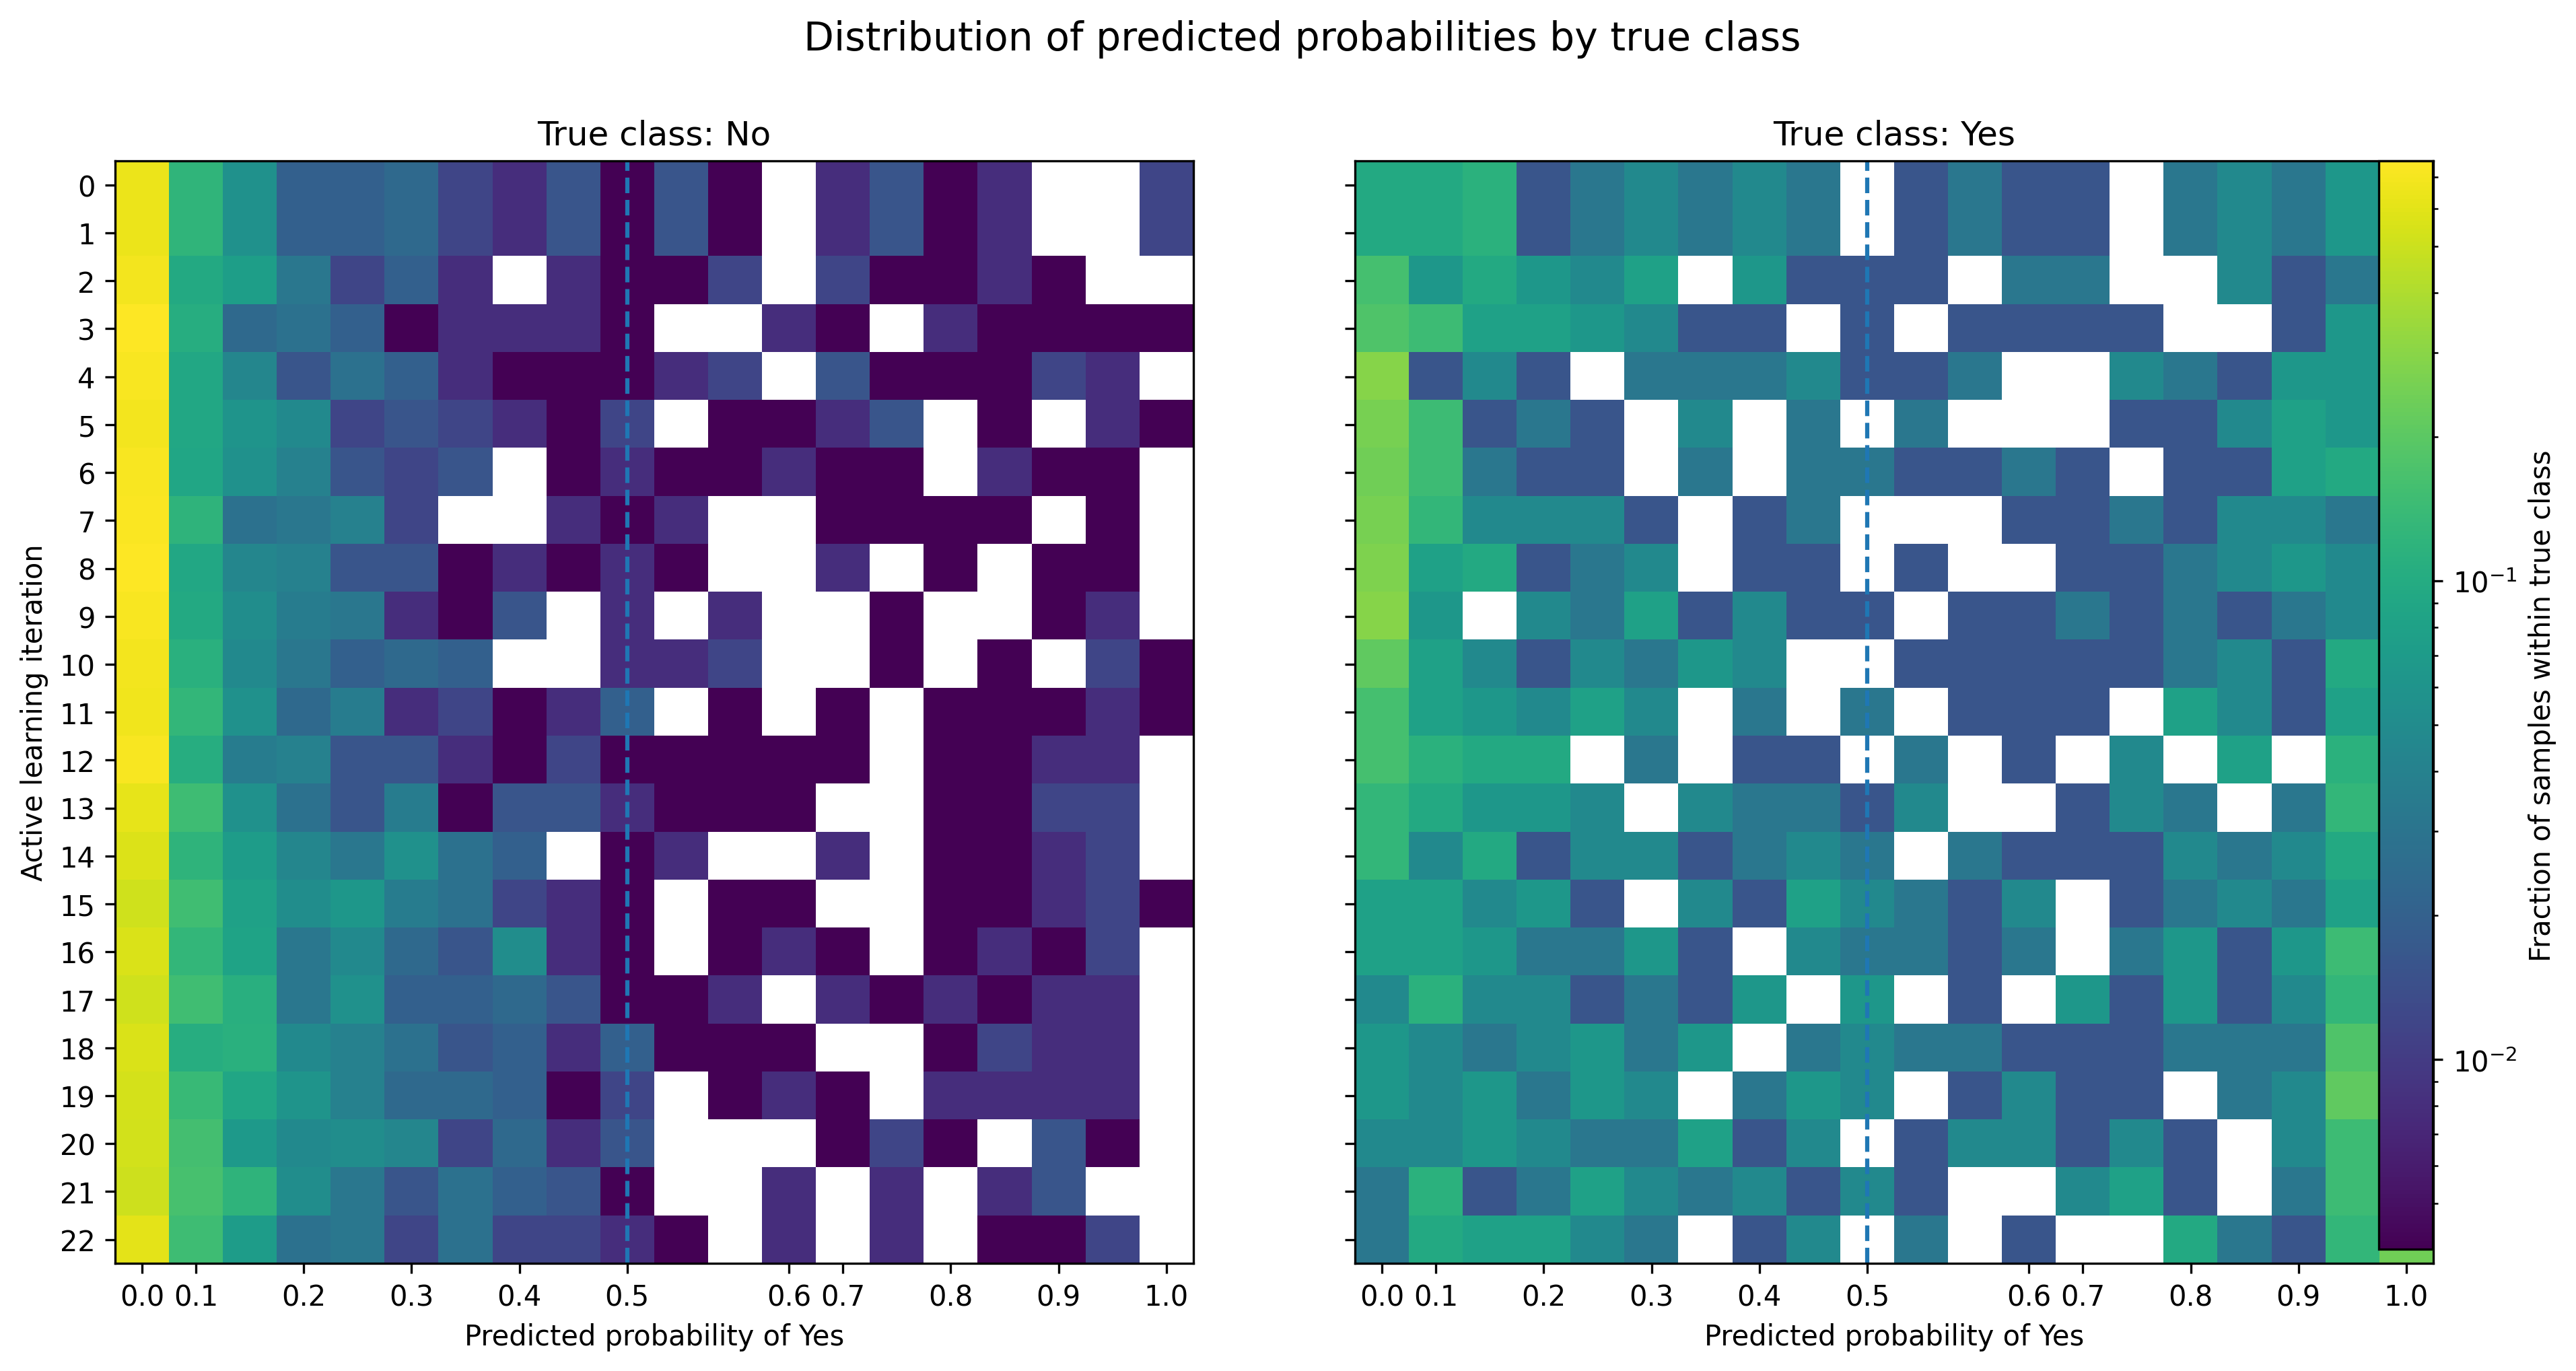 Distribution of predicted probabilities by true class
True class: No
True class: Yes
Active learning iteration
0
1
2
3
4
5
6
7
8
9
10
11
12
13
14
15
16
17
18
19
20
21
22
0.0 0.1 0.2 0.3 0.4 0.5 0.6 0.7 0.8 0.9 1.0
Predicted probability of Yes
0.0 0.1 0.2 0.3 0.4 0.5 0.6 0.7 0.8 0.9 1.0
Predicted probability of Yes
10⁻¹
10⁻²
Fraction of samples within true class